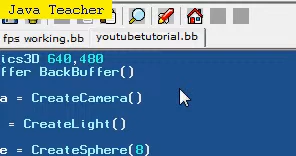 Java Teacher
fps working.bb
youtubetutorial.bb
ics3D 640,480
ffer BackBuffer()
a = CreateCamera()
= CreateLight()
e = CreateSphere(8)